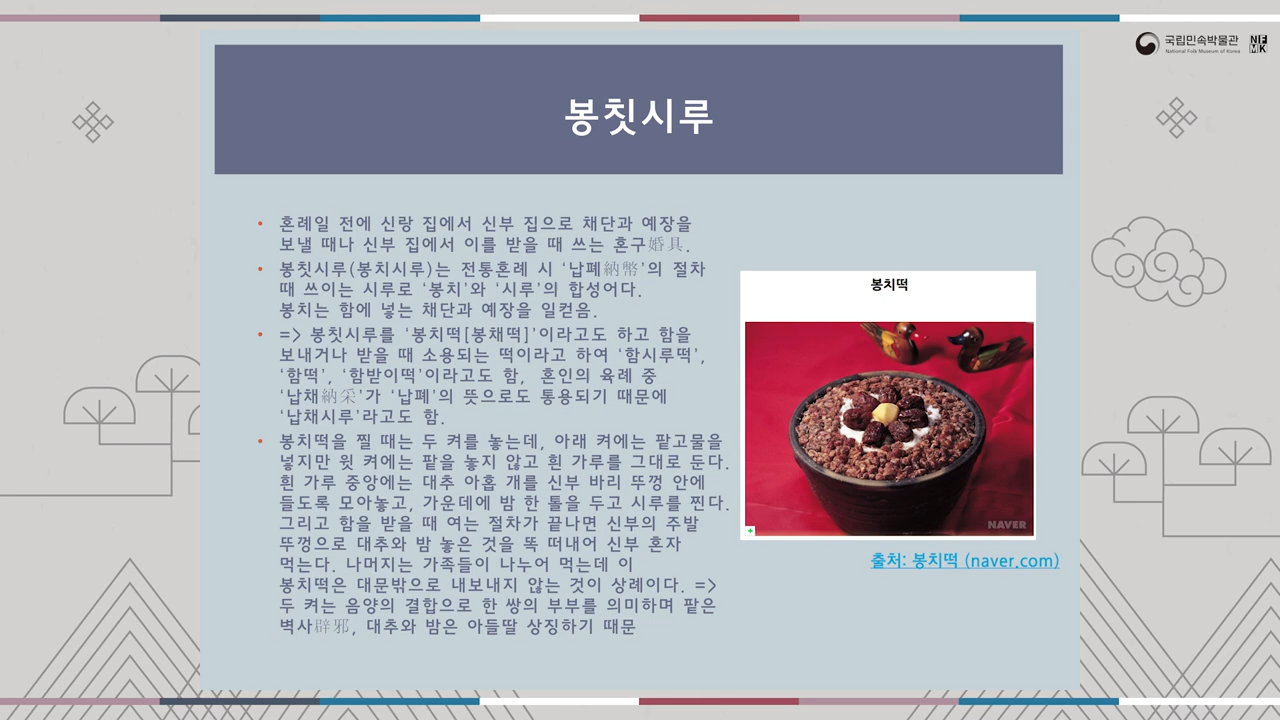 국립민속박물관
National Folk Museum of Korea
NF
MK
봉칫시루
• 혼례일 전에 신랑 집에서 신부 집으로 채단과 예장을
보낼 때나 신부 집에서 이를 받을 때 쓰는 혼구婚具.
• 봉칫시루(봉치시루)는 전통혼례 시 ‘납폐納幣’의 절차
때 쓰이는 시루로 ‘봉치’와 ‘시루’의 합성어다.
봉치는 함에 넣는 채단과 예장을 일컫음.
• => 봉칫시루를 ‘봉치떡[봉채떡]’이라고도 하고 함을
보내거나 받을 때 소용되는 떡이라고 하여 ‘함시루떡’,
‘함떡’, ‘함받이떡’이라고도 함, 혼인의 육례 중
‘납채納采’가 ‘납폐’의 뜻으로도 통용되기 때문에
‘납채시루’라고도 함.
• 봉치떡을 찔 때는 두 켜를 놓는데, 아래 켜에는 팥고물을
넣지만 윗 켜에는 팥을 놓지 않고 흰 가루를 그대로 둔다.
흰 가루 중앙에는 대추 아홉 개를 신부 바리 뚜껑 안에
들도록 모아놓고, 가운데에 밤 한 톨을 두고 시루를 찐다.
그리고 함을 받을 때 여는 절차가 끝나면 신부의 주발
뚜껑으로 대추와 밤 놓은 것을 똑 떠내어 신부 혼자
먹는다. 나머지는 가족들이 나누어 먹는데 이
봉치떡은 대문밖으로 내보내지 않는 것이 상례이다. =>
두 켜는 음양의 결합으로 한 쌍의 부부를 의미하며 팥은
벽사辟邪, 대추와 밤은 아들딸 상징하기 때문
봉치떡
NAVER
출처: 봉치떡 (naver.com)